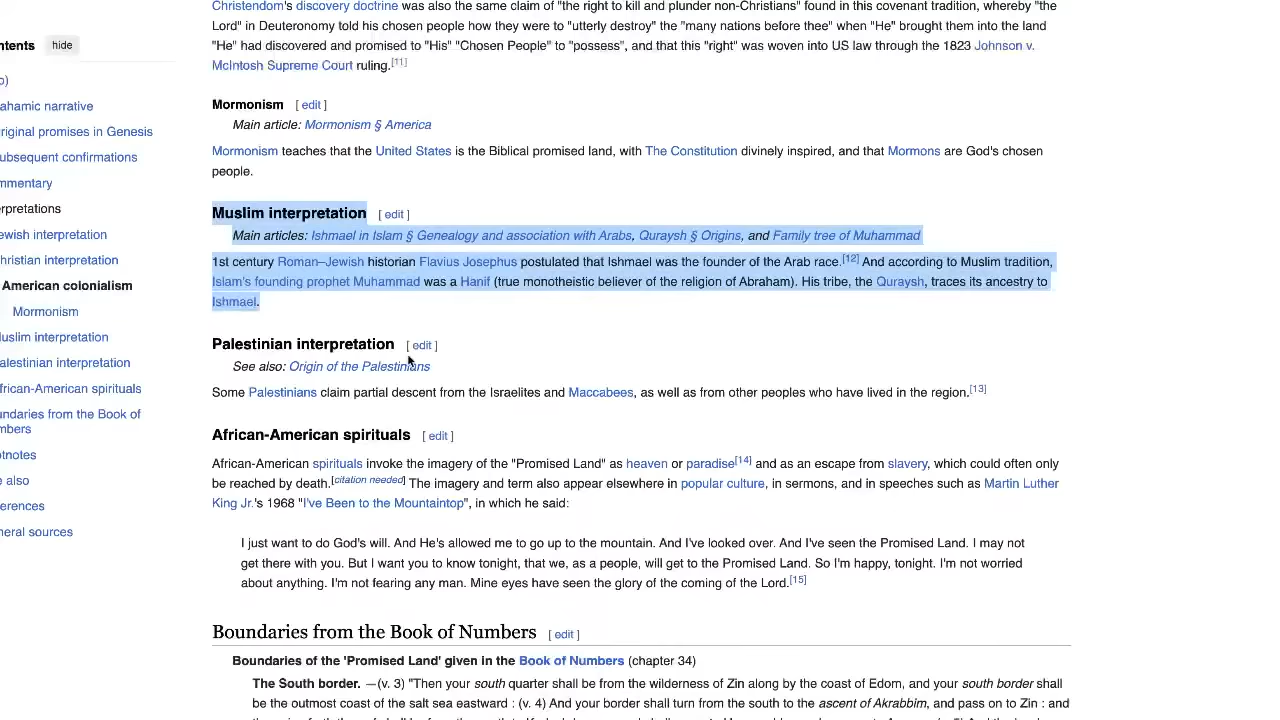 Christendom's discovery doctrine was also the same claim of "the right to kill and plunder non-Christians" found in this covenant tradition, whereby "the
Lord" in Deuteronomy told his chosen people how they were to "utterly destroy" the "many nations before thee" when "He" brought them into the land
"He" had discovered and promised to "His" "Chosen People" to "possess", and that this "right" was woven into US law through the 1823 Johnson v.
McIntosh Supreme Court ruling.[11]
ntents hide
o)
ahamic narrative
riginal promises in Genesis
ubsequent confirmations
mmentary
erpretations
ewish interpretation
hristian interpretation
American colonialism
Mormonism
uslim interpretation
alestinian interpretation
frican-American spirituals
undaries from the Book of
mbers
otnotes
e also
erences
neral sources
Mormonism [ edit ]
Main article: Mormonism § America
Mormonism teaches that the United States is the Biblical promised land, with The Constitution divinely inspired, and that Mormons are God's chosen
people.
Muslim interpretation [ edit ]
Main articles: Ishmael in Islam § Genealogy and association with Arabs, Quraysh § Origins, and Family tree of Muhammad
1st century Roman–Jewish historian Flavius Josephus postulated that Ishmael was the founder of the Arab race.[12] And according to Muslim tradition,
Islam's founding prophet Muhammad was a Hanif (true monotheistic believer of the religion of Abraham). His tribe, the Quraysh, traces its ancestry to
Ishmael.
Palestinian interpretation [ edit ]
See also: Origin of the Palestinians
Some Palestinians claim partial descent from the Israelites and Maccabees, as well as from other peoples who have lived in the region.[13]
African-American spirituals [ edit ]
African-American spirituals invoke the imagery of the "Promised Land" as heaven or paradise[14] and as an escape from slavery, which could often only
be reached by death.[citation needed] The imagery and term also appear elsewhere in popular culture, in sermons, and in speeches such as Martin Luther
King Jr.'s 1968 "I've Been to the Mountaintop", in which he said:
I just want to do God's will. And He's allowed me to go up to the mountain. And I've looked over. And I've seen the Promised Land. I may not
get there with you. But I want you to know tonight, that we, as a people, will get to the Promised Land. So I'm happy, tonight. I'm not worried
about anything. I'm not fearing any man. Mine eyes have seen the glory of the coming of the Lord.[15]
Boundaries from the Book of Numbers [ edit ]
Boundaries of the 'Promised Land' given in the Book of Numbers (chapter 34)
The South border. —(v. 3) "Then your south quarter shall be from the wilderness of Zin along by the coast of Edom, and your south border shall
be the outmost coast of the salt sea eastward : (v. 4) And your border shall turn from the south to the ascent of Akrabbim, and pass on to Zin : and